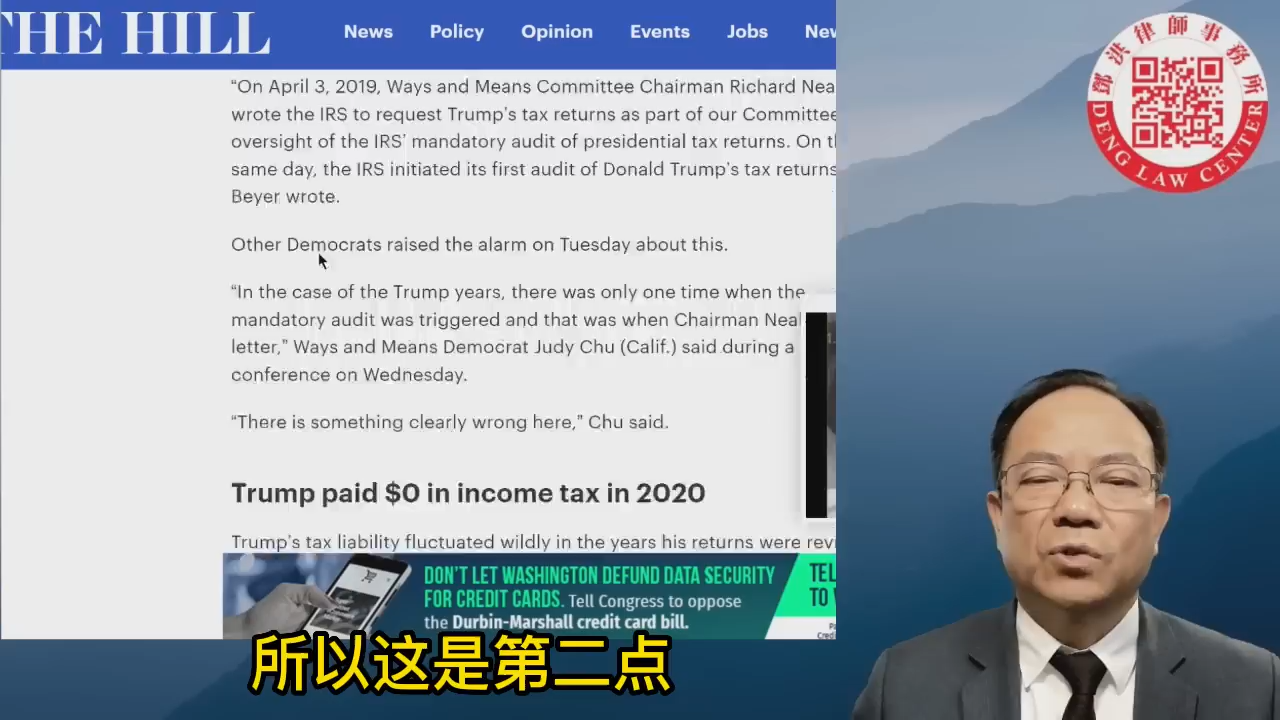 THE HILL
News Policy Opinion Events Jobs
"On April 3, 2019, Ways and Means Committee Chairman Richard Nea
wrote the IRS to request Trump's tax returns as part of our Committee
oversight of the IRS' mandatory audit of presidential tax returns. On t
same day, the IRS initiated its first audit of Donald Trump's tax returns
Beyer wrote.
Other Democrats raised the alarm on Tuesday about this.
"In the case of the Trump years, there was only one time when the
mandatory audit was triggered and that was when Chairman Neal
letter," Ways and Means Democrat Judy Chu (Calif.) said during a
conference on Wednesday.
"There is something clearly wrong here," Chu said.
Trump paid $0 in income tax in 2020
Trump's tax liability fluctuated wildly in the years his returns were rev
DON'T LET WASHINGTON DEFUND DATA SECURITY
FOR CREDIT CARDS. Tell Congress to oppose
the Durbin-Marshall credit card bill.
TEL
TO
所以这是第二点
鄧洪律師事務所
DENG LAW CENTER